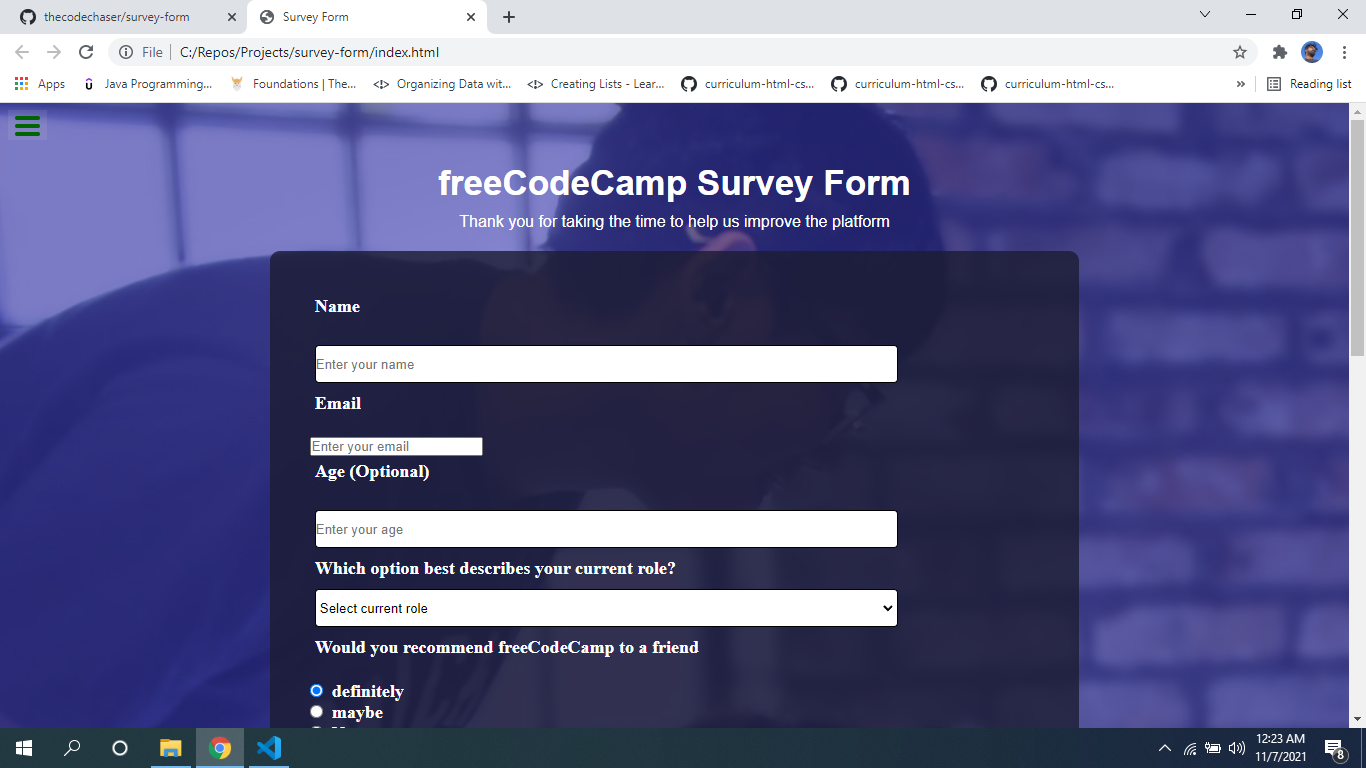 thecodechaser/survey-form
Survey Form
File
C:/Repos/Projects/survey-form/index.html
Apps
Java Programming...
Foundations | The...
Organizing Data wit...
Creating Lists - Lear...
curriculum-html-cs...
curriculum-html-cs...
curriculum-html-cs...
»
Reading list
freeCodeCamp Survey Form
Thank you for taking the time to help us improve the platform
Name
Enter your name
Email
Enter your email
Age (Optional)
Enter your age
Which option best describes your current role?
Select current role
Would you recommend freeCodeCamp to a friend
definitely
maybe
12:23 AM
11/7/2021
8